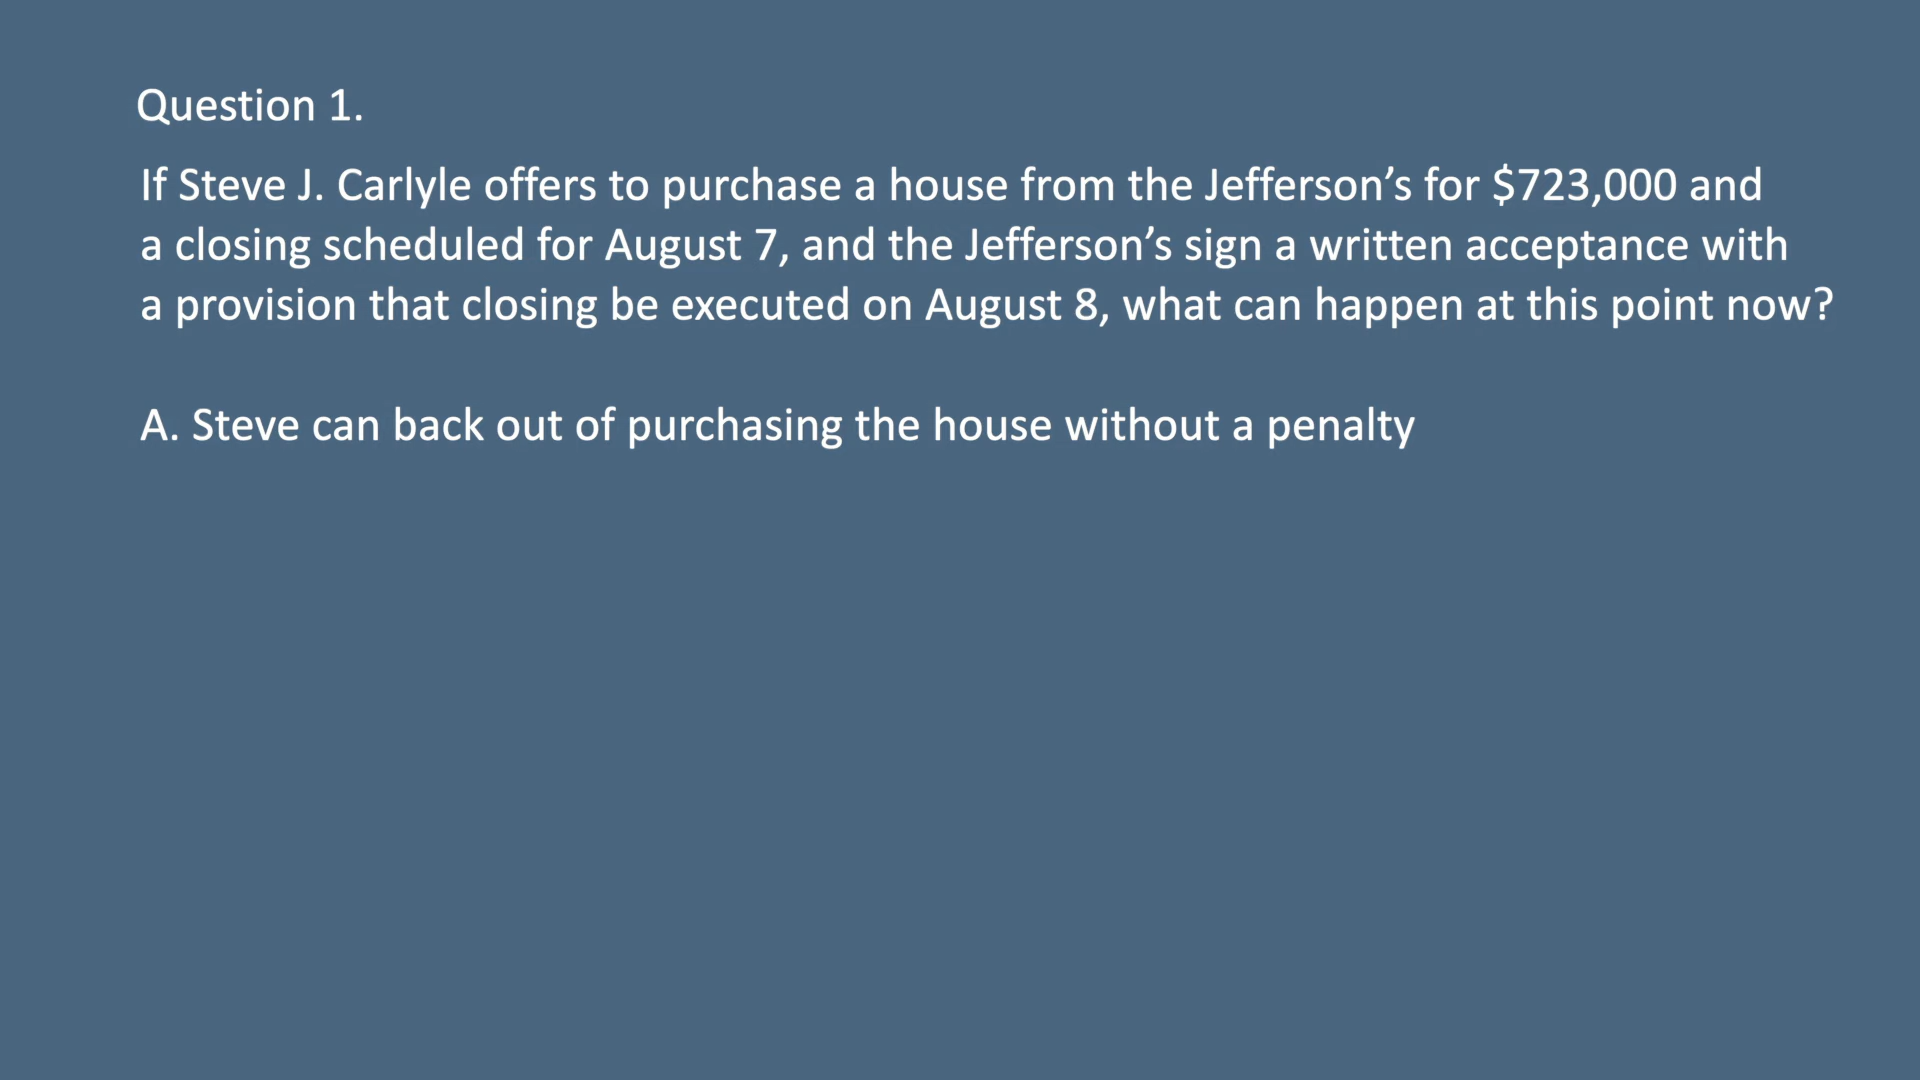 Question 1.
If Steve J. Carlyle offers to purchase a house from the Jefferson’s for $723,000 and
a closing scheduled for August 7, and the Jefferson’s sign a written acceptance with
a provision that closing be executed on August 8, what can happen at this point now?
A. Steve can back out of purchasing the house without a penalty